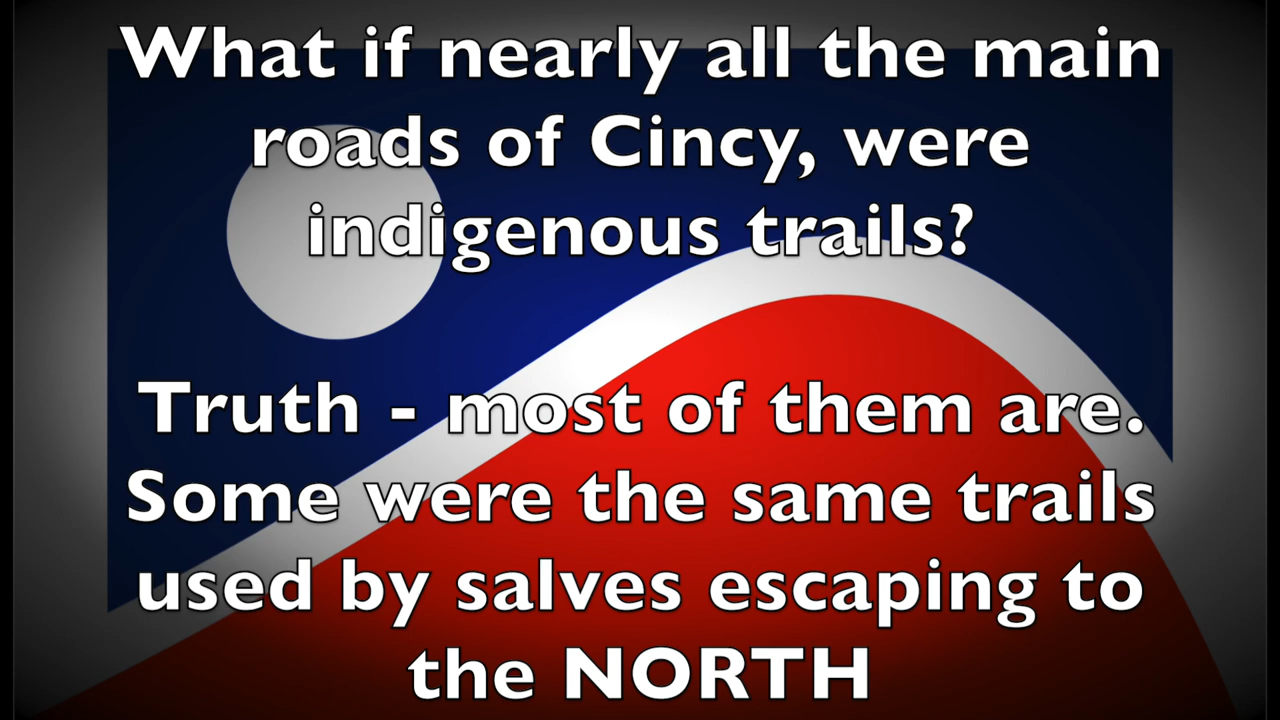 What if nearly all the main
roads of Cincy, were
indigenous trails?
Truth - most of them are.
Some were the same trails
used by salves escaping to
the NORTH